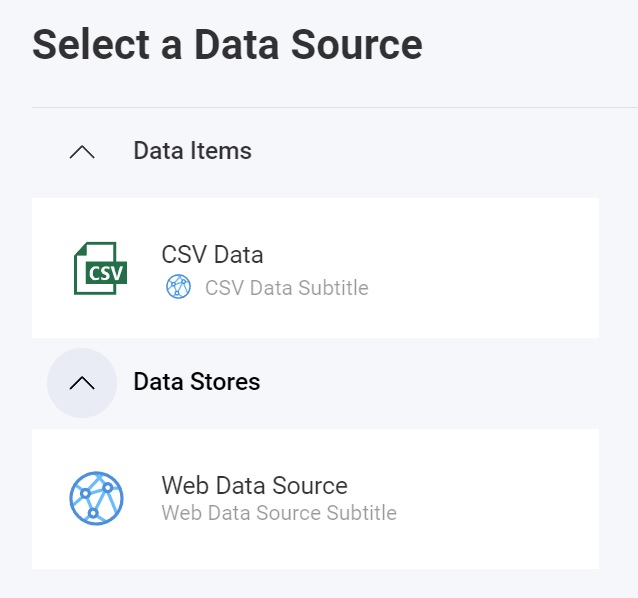 Select a Data Source
Data Items
CSV
CSV Data
CSV Data Subtitle
Data Stores
Web Data Source
Web Data Source Subtitle